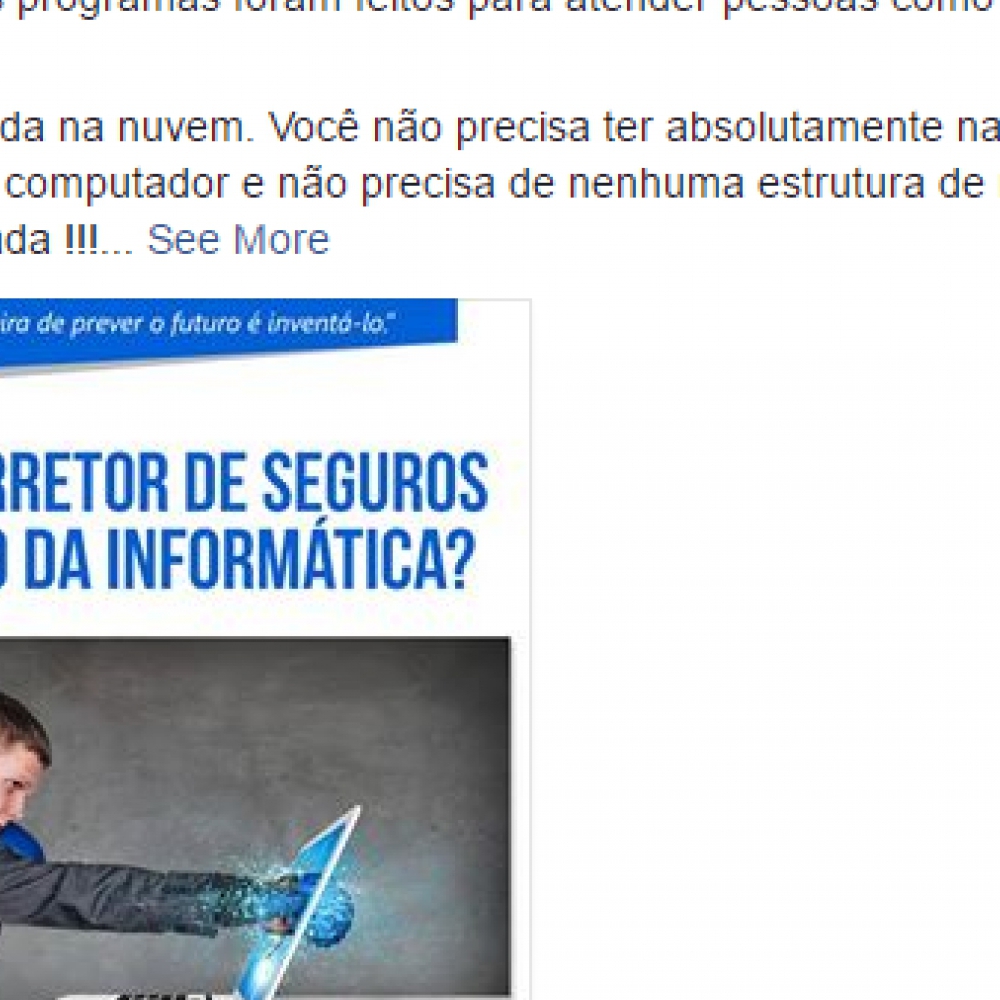 programas foram feitos para atender pessoas como
da na nuvem. Você não precisa ter absolutamente na
computador e não precisa de nenhuma estrutura de
da !!!... See More
ira de prever o futuro é inventá-lo."
RRETOR DE SEGUROS
O DA INFORMÁTICA?